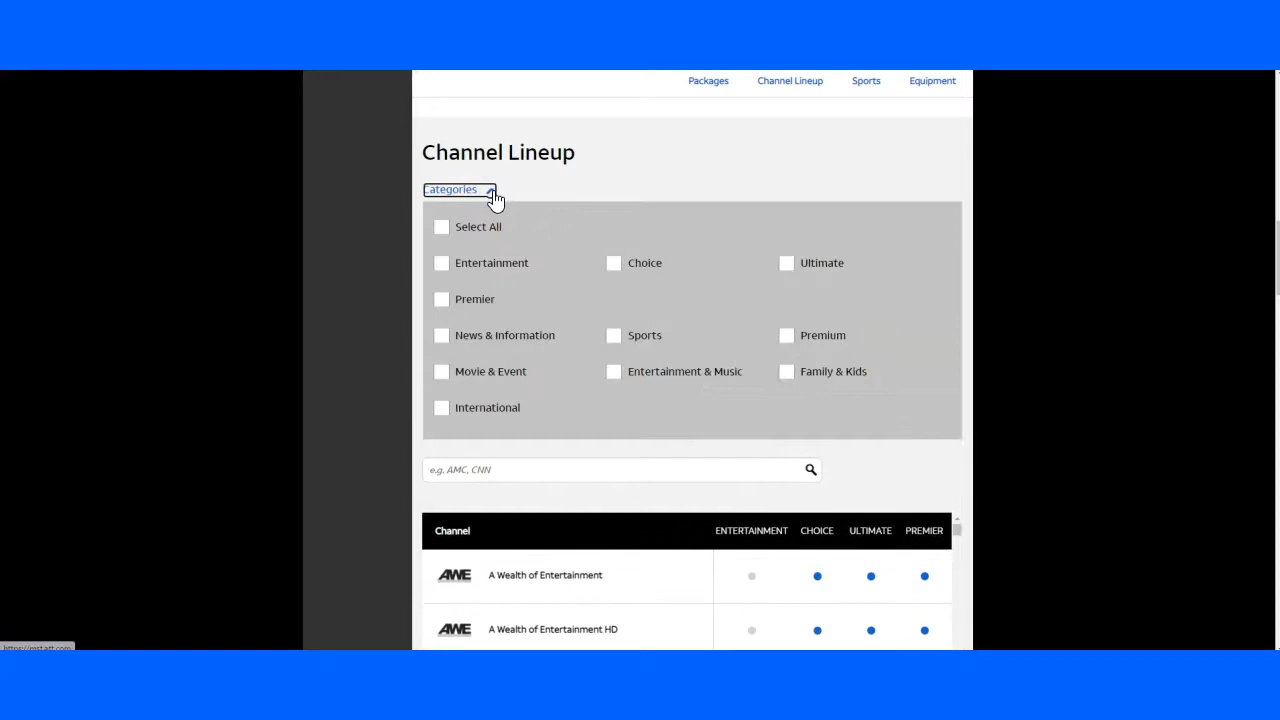 Packages Channel Lineup Sports Equipment
Channel Lineup
Categories
Select All
Entertainment Choice Ultimate
Premier
News & Information Sports Premium
Movie & Event Entertainment & Music Family & Kids
International
e.g. AMC, CNN
Channel ENTERTAINMENT CHOICE ULTIMATE PREMIER
AWE A Wealth of Entertainment
AWE A Wealth of Entertainment HD